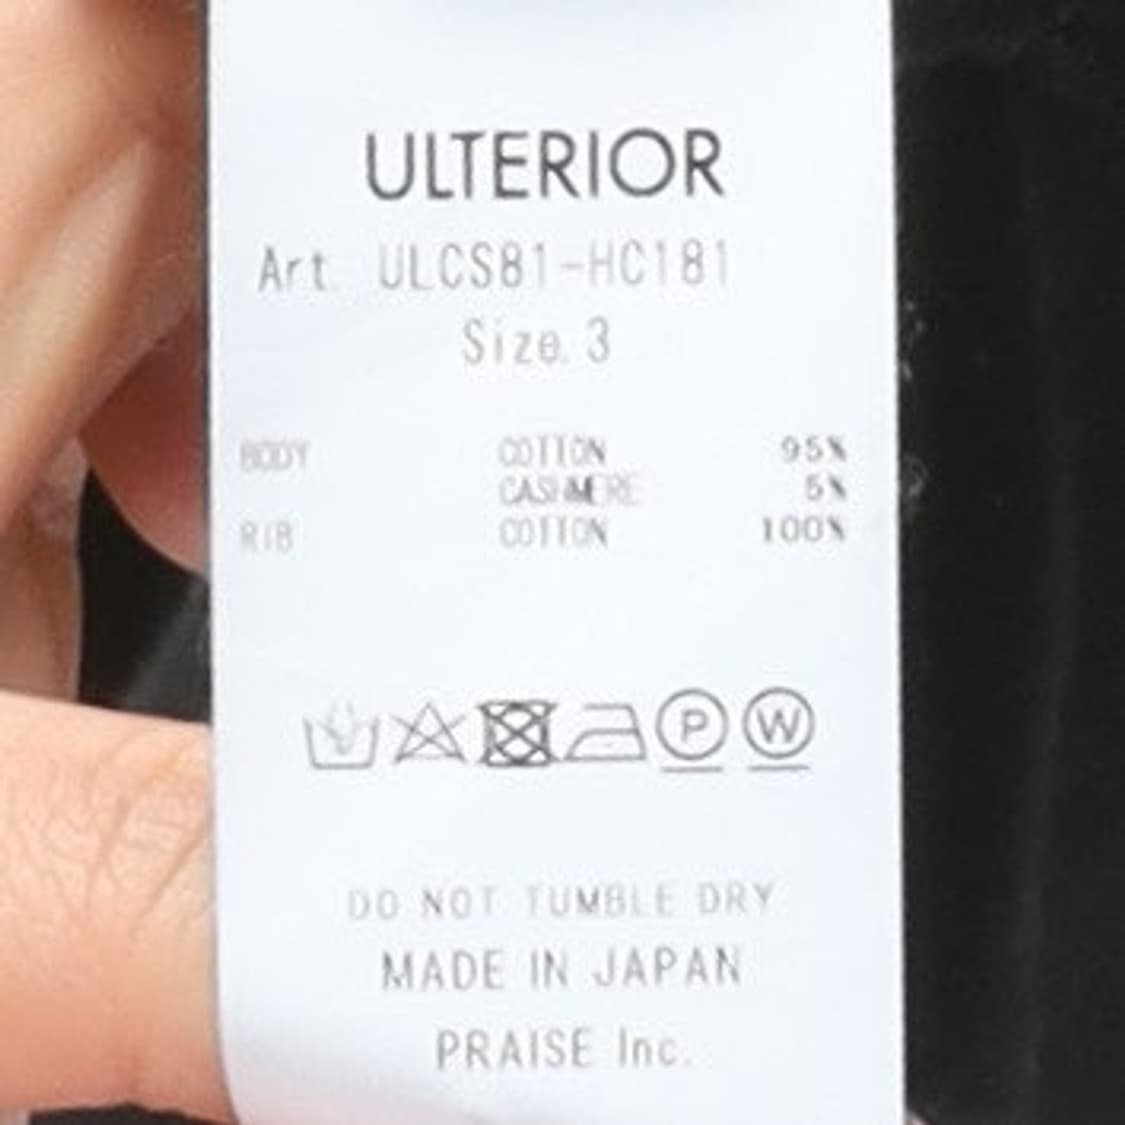 ULTERIOR
Art. ULCS81-HC181
Size. 3
BODY COTTON 95%
CASHMERE 5%
RIB COTTON 100%
P W
DO NOT TUMBLE DRY
MADE IN JAPAN
PRAISE Inc.